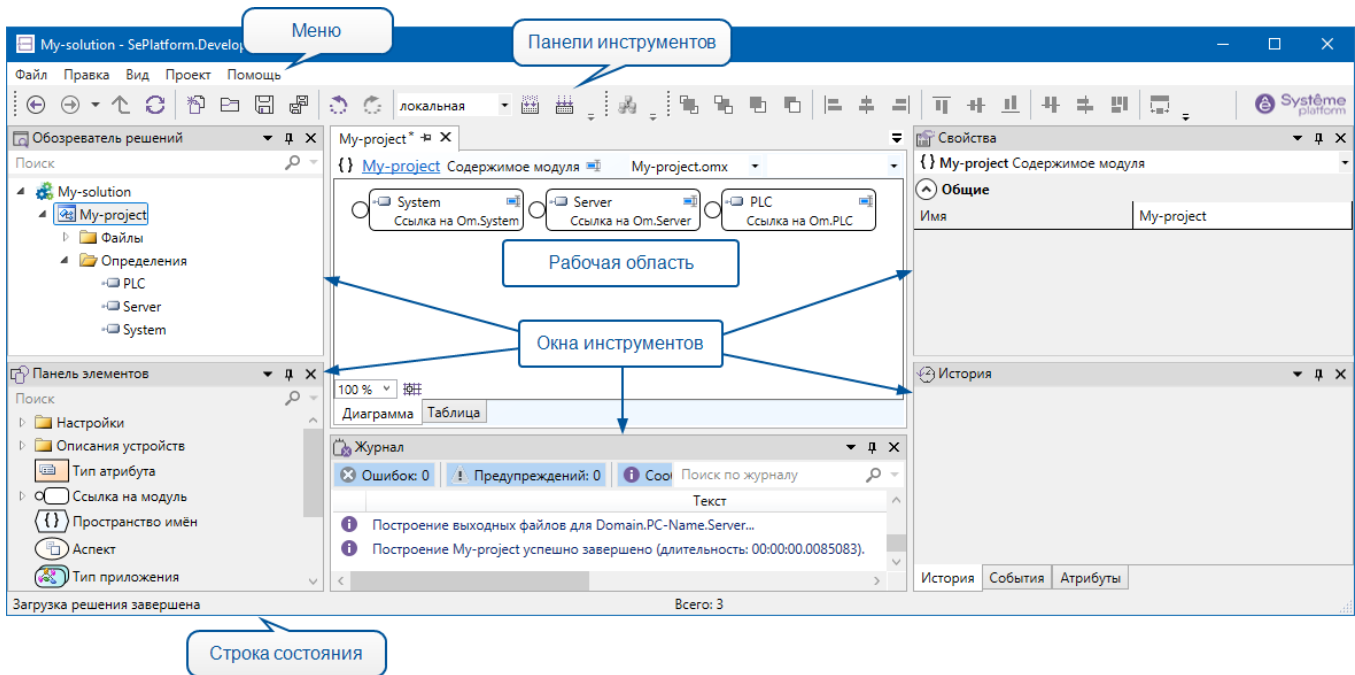 Меню
Панели инструментов
My-solution - SePlatform.Develop
Файл Правка Вид Проект Помощь
локальная
Système
platform
Обозреватель решений
My-project*
Свойства
Поиск
{} My-project Содержимое модуля My-project.omx
{} My-project Содержимое модуля
My-solution
My-project
Файлы
Определения
PLC
Server
System
System
Ссылка на Om.System
Server
Ссылка на Om.Server
PLC
Ссылка на Om.PLC
Общие
Имя My-project
Рабочая область
Окна инструментов
Панель элементов
Поиск
Настройки
Описания устройств
Тип атрибута
Ссылка на модуль
{} Пространство имён
Аспект
Тип приложения
100 %
Диаграмма Таблица
Журнал
Ошибок: 0 Предупреждений: 0 Соо Поиск по журналу
Текст
Построение выходных файлов для Domain.PC-Name.Server...
Построение My-project успешно завершено (длительность: 00:00:00.0085083).
История
История События Атрибуты
Загрузка решения завершена Всего: 3
Строка состояния